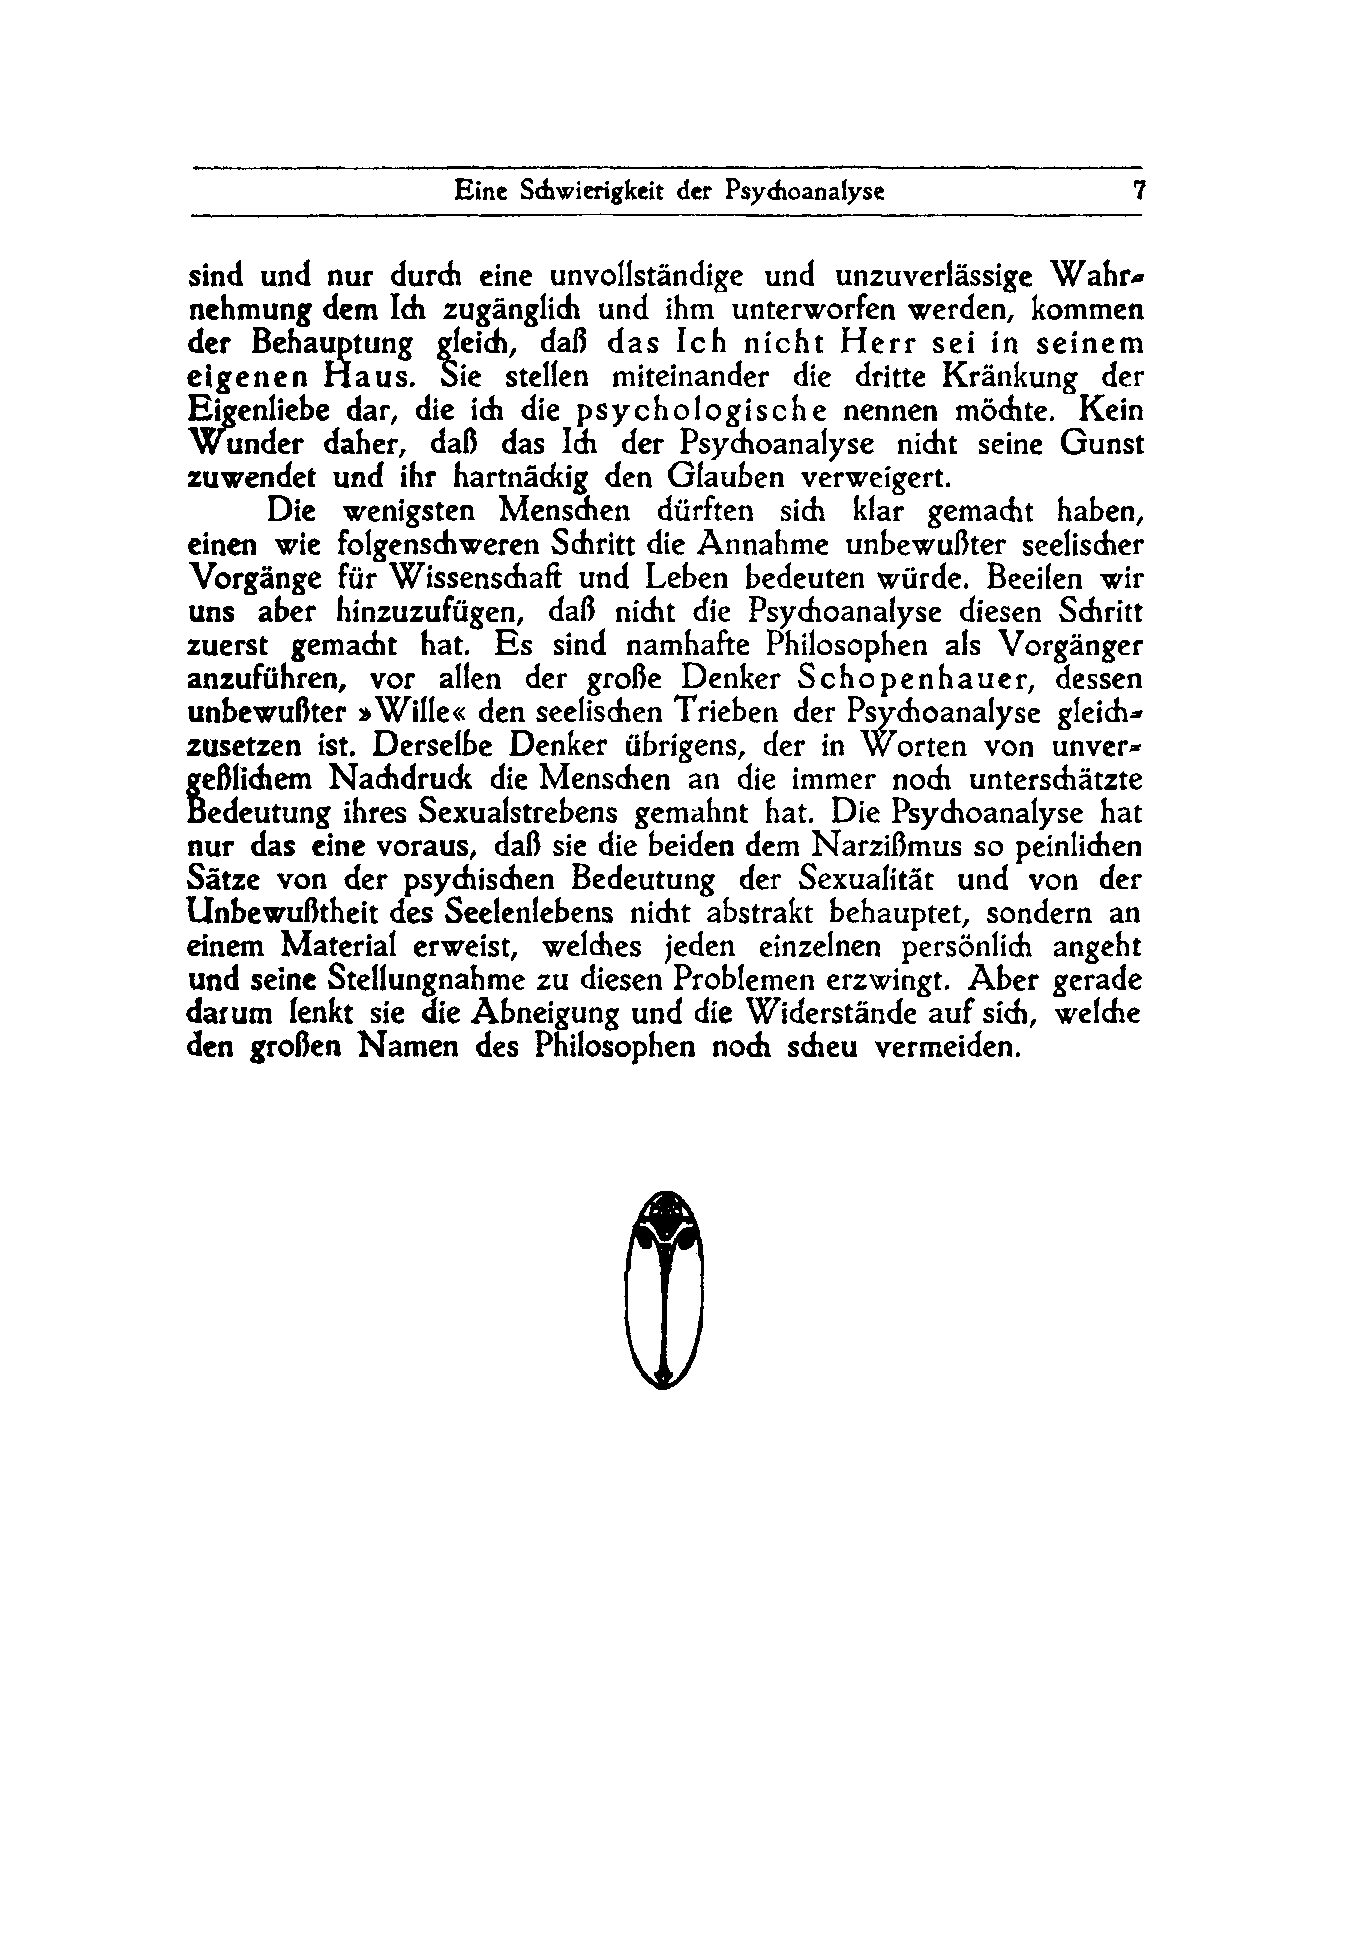 Eine Schwierigkeit der Psychoanalyse 7
sind und nur durch eine unvollständige und unzuverlässige Wahr-
nehmung dem Ich zugänglich und ihm unterworfen werden, kommen
der Behauptung gleich, daß das Ich nicht Herr sei in seinem
eigenen Haus. Sie stellen miteinander die dritte Kränkung der
Eigenliebe dar, die ich die psychologische nennen möchte. Kein
Wunder daher, daß das Ich der Psychoanalyse nicht seine Gunst
zuwendet und ihr hartnäckig den Glauben verweigert.
Die wenigsten Menschen dürften sich klar gemacht haben,
einen wie folgenschweren Schritt die Annahme unbewußter seelischer
Vorgänge für Wissenschaft und Leben bedeuten würde. Beeilen wir
uns aber hinzuzufügen, daß nicht die Psychoanalyse diesen Schritt
zuerst gemacht hat. Es sind namhafte Philosophen als Vorgänger
anzuführen, vor allen der große Denker Schopenhauer, dessen
unbewußter »Wille« den seelischen Trieben der Psychoanalyse gleich-
zusetzen ist. Derselbe Denker übrigens, der in Worten von unver-
geßlichem Nachdruck die Menschen an die immer noch unterschätzte
Bedeutung ihres Sexualstrebens gemahnt hat. Die Psychoanalyse hat
nur das eine voraus, daß sie die beiden dem Narzißmus so peinlichen
Sätze von der psychischen Bedeutung der Sexualität und von der
Unbewußtheit des Seelenlebens nicht abstrakt behauptet, sondern an
einem Material erweist, welches jeden einzelnen persönlich angeht
und seine Stellungnahme zu diesen Problemen erzwingt. Aber gerade
darum lenkt sie die Abneigung und die Widerstände auf sich, welche
den großen Namen des Philosophen noch scheu vermeiden.